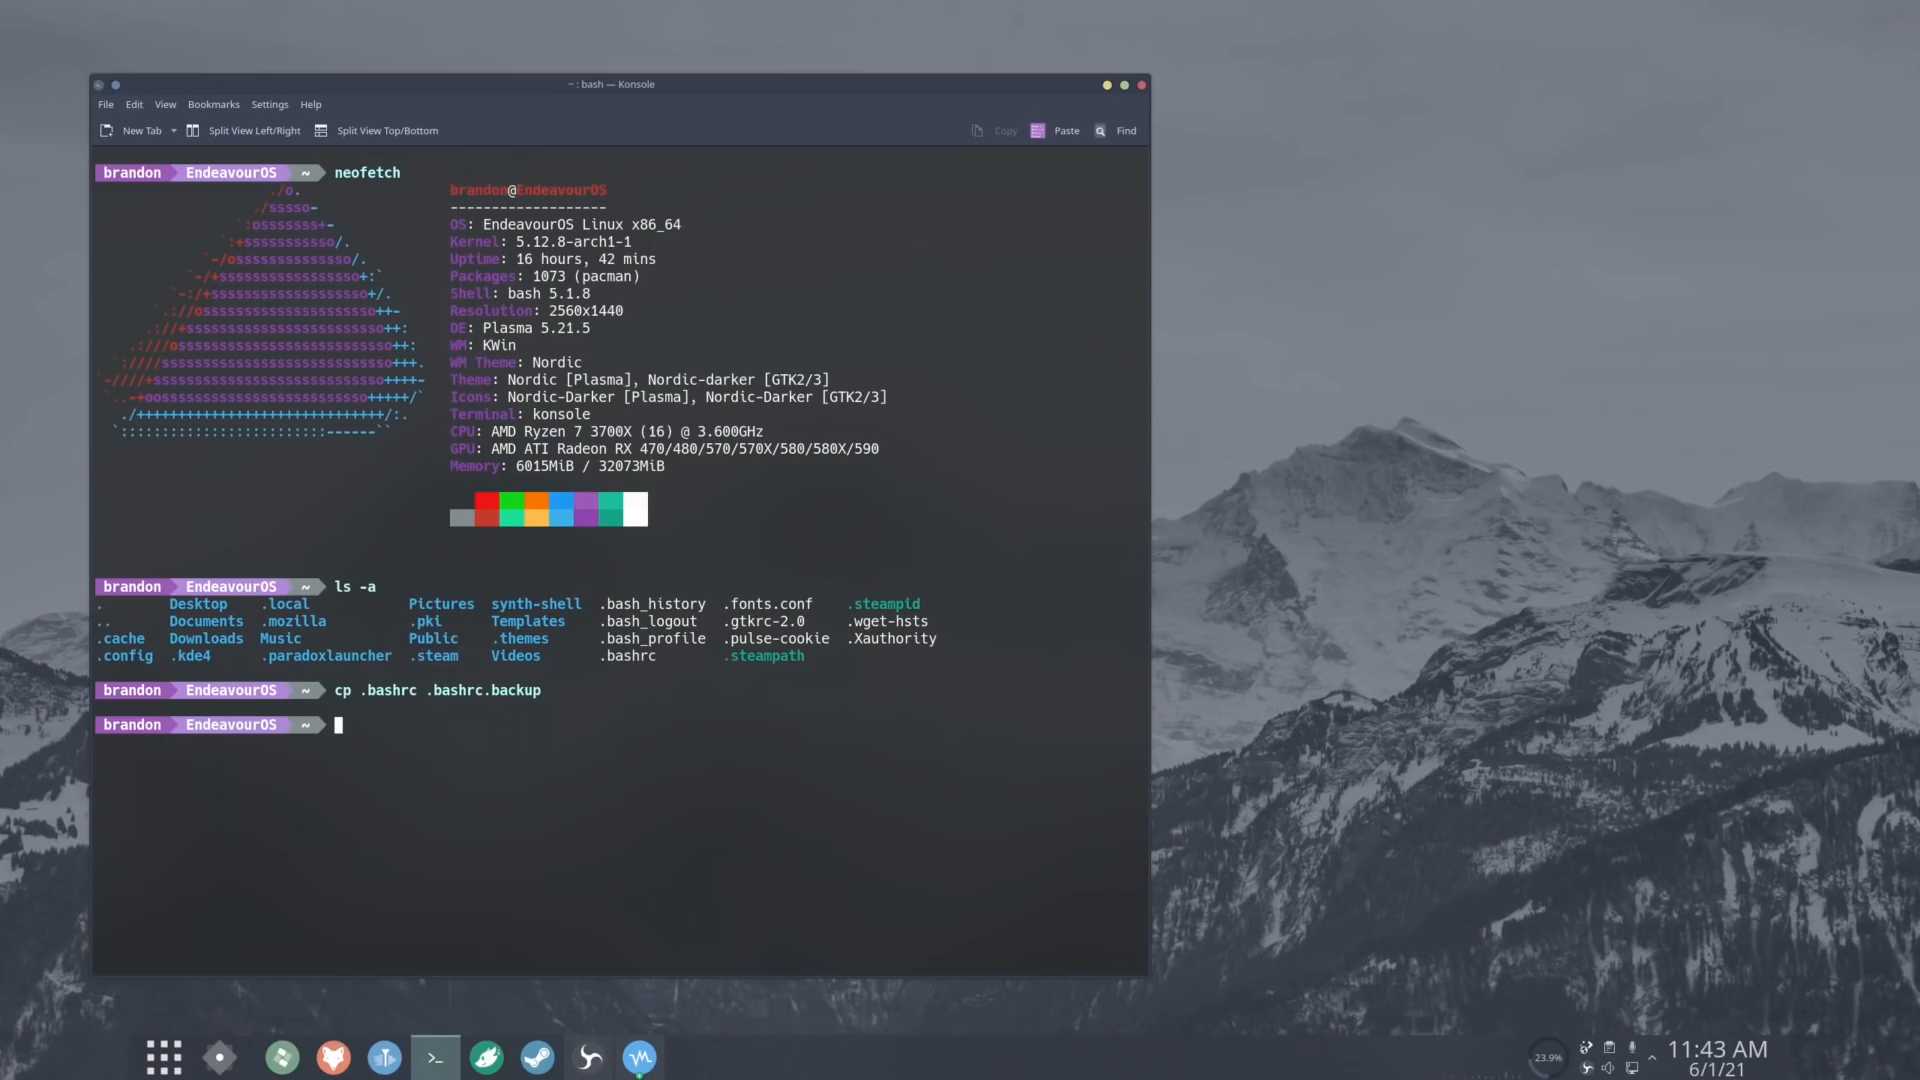 ~ : bash — Konsole
File Edit View Bookmarks Settings Help
New Tab Split View Left/Right Split View Top/Bottom Copy Paste Find
brandon EndeavourOS ~ neofetch
brandon@EndeavourOS
-------------------
OS: EndeavourOS Linux x86_64
Kernel: 5.12.8-arch1-1
Uptime: 16 hours, 42 mins
Packages: 1073 (pacman)
Shell: bash 5.1.8
Resolution: 2560x1440
DE: Plasma 5.21.5
WM: KWin
WM Theme: Nordic
Theme: Nordic [Plasma], Nordic-darker [GTK2/3]
Icons: Nordic-Darker [Plasma], Nordic-Darker [GTK2/3]
Terminal: konsole
CPU: AMD Ryzen 7 3700X (16) @ 3.600GHz
GPU: AMD ATI Radeon RX 470/480/570/570X/580/580X/590
Memory: 6015MiB / 32073MiB
brandon EndeavourOS ~ ls -a
. Desktop .local Pictures synth-shell .bash_history .fonts.conf .steampid
.. Documents .mozilla .pki Templates .bash_logout .gtkrc-2.0 .wget-hsts
.cache Downloads Music Public .themes .bash_profile .pulse-cookie .Xauthority
.config .kde4 .paradoxlauncher .steam Videos .bashrc .steampath
brandon EndeavourOS ~ cp .bashrc .bashrc.backup
brandon EndeavourOS ~
23.9%
11:43 AM
6/1/21